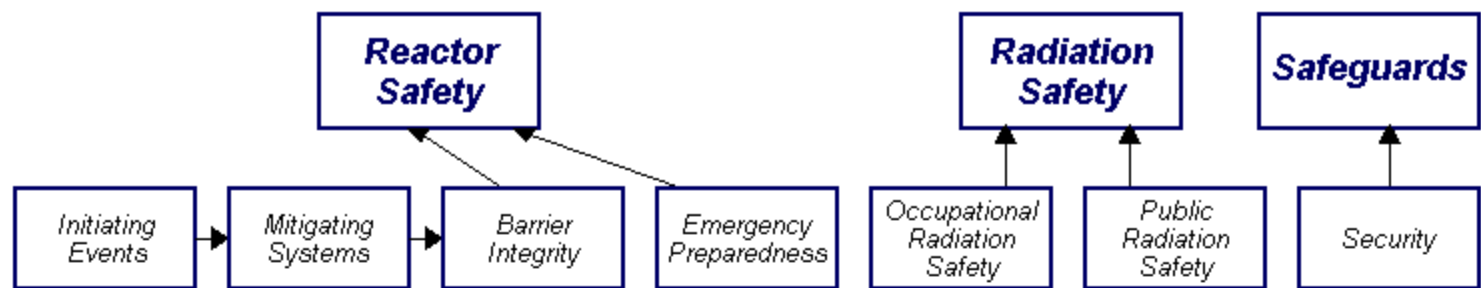 Reactor
Safety
Radiation
Safety
Safeguards
Initiating
Events
Mitigating
Systems
Barrier
Integrity
Emergency
Preparedness
Occupational
Radiation
Safety
Public
Radiation
Safety
Security